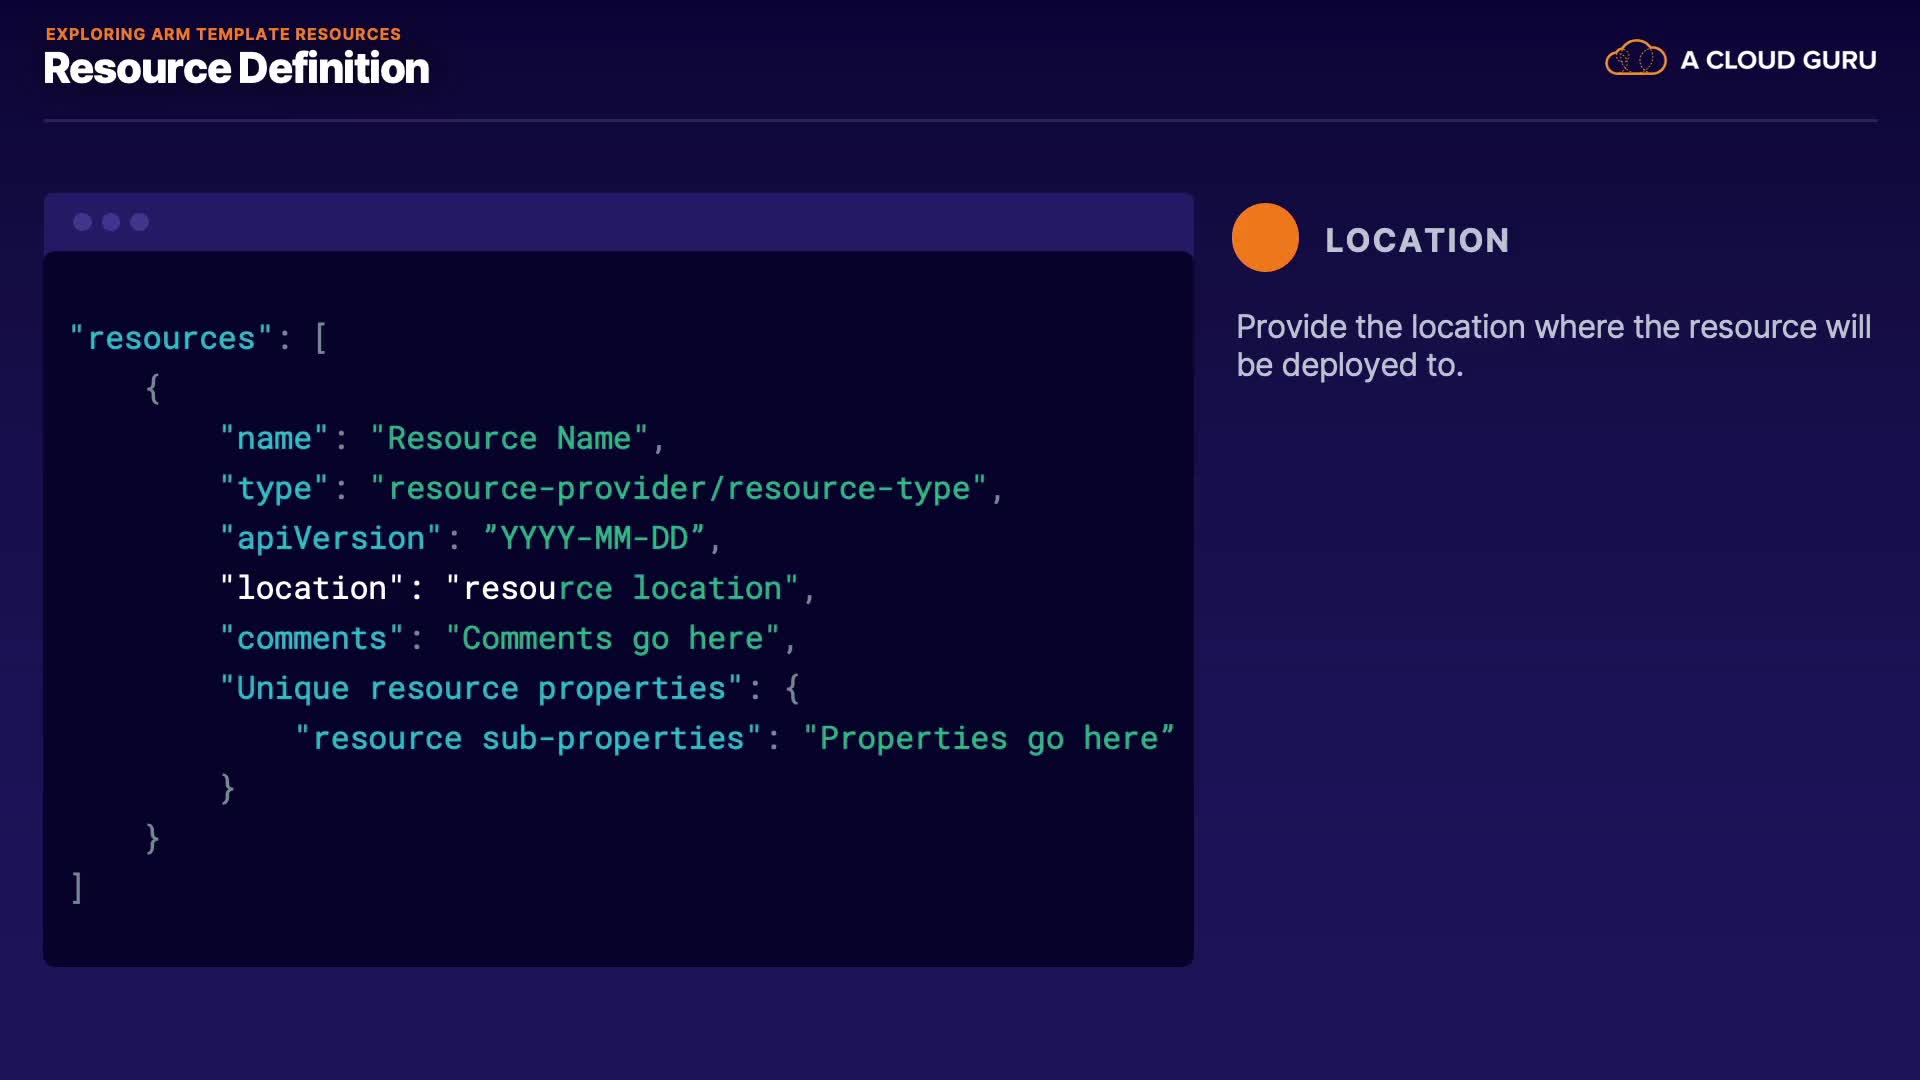 EXPLORING ARM TEMPLATE RESOURCES
Resource Definition
A CLOUD GURU
"resources": [
{
"name": "Resource Name",
"type": "resource-provider/resource-type",
"apiVersion": ”YYYY-MM-DD”,
"location": "resource location",
"comments": "Comments go here",
"Unique resource properties": {
"resource sub-properties": "Properties go here”
}
}
]
LOCATION
Provide the location where the resource will
be deployed to.